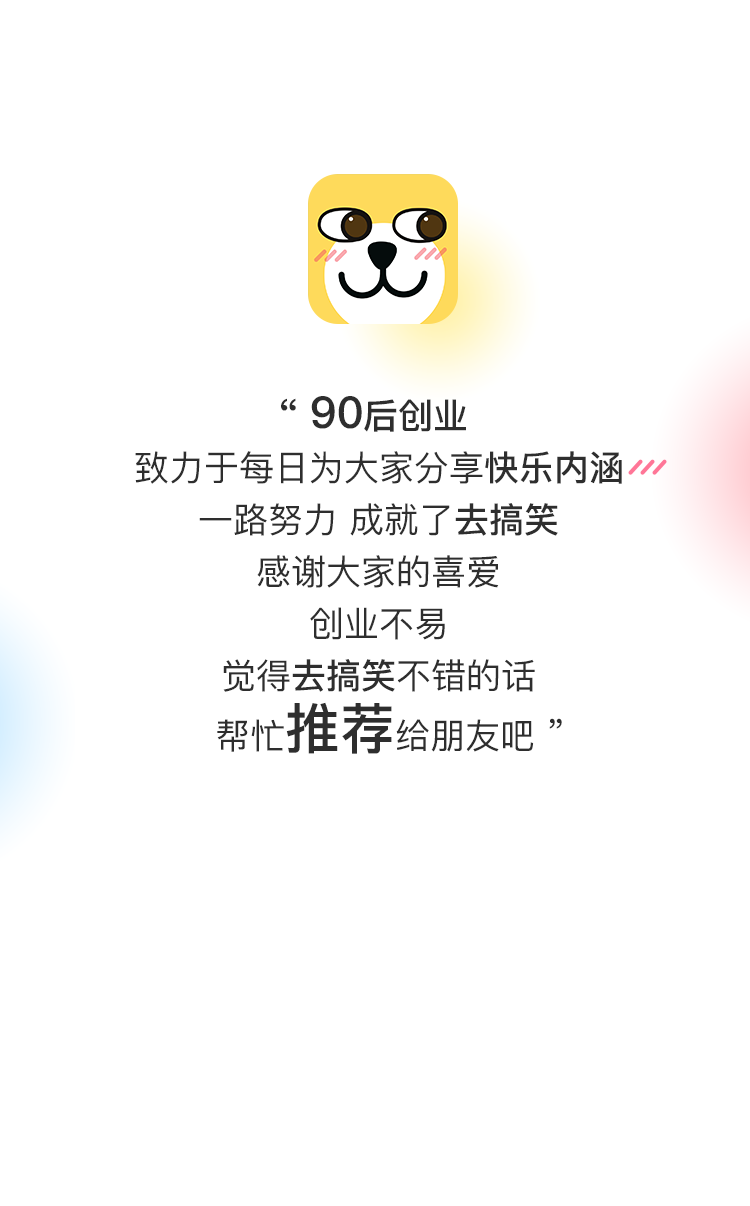 “ 90后创业
致力于每日为大家分享快乐内涵
一路努力 成就了去搞笑
感谢大家的喜爱
创业不易
觉得去搞笑不错的话
帮忙推荐给朋友吧 ”